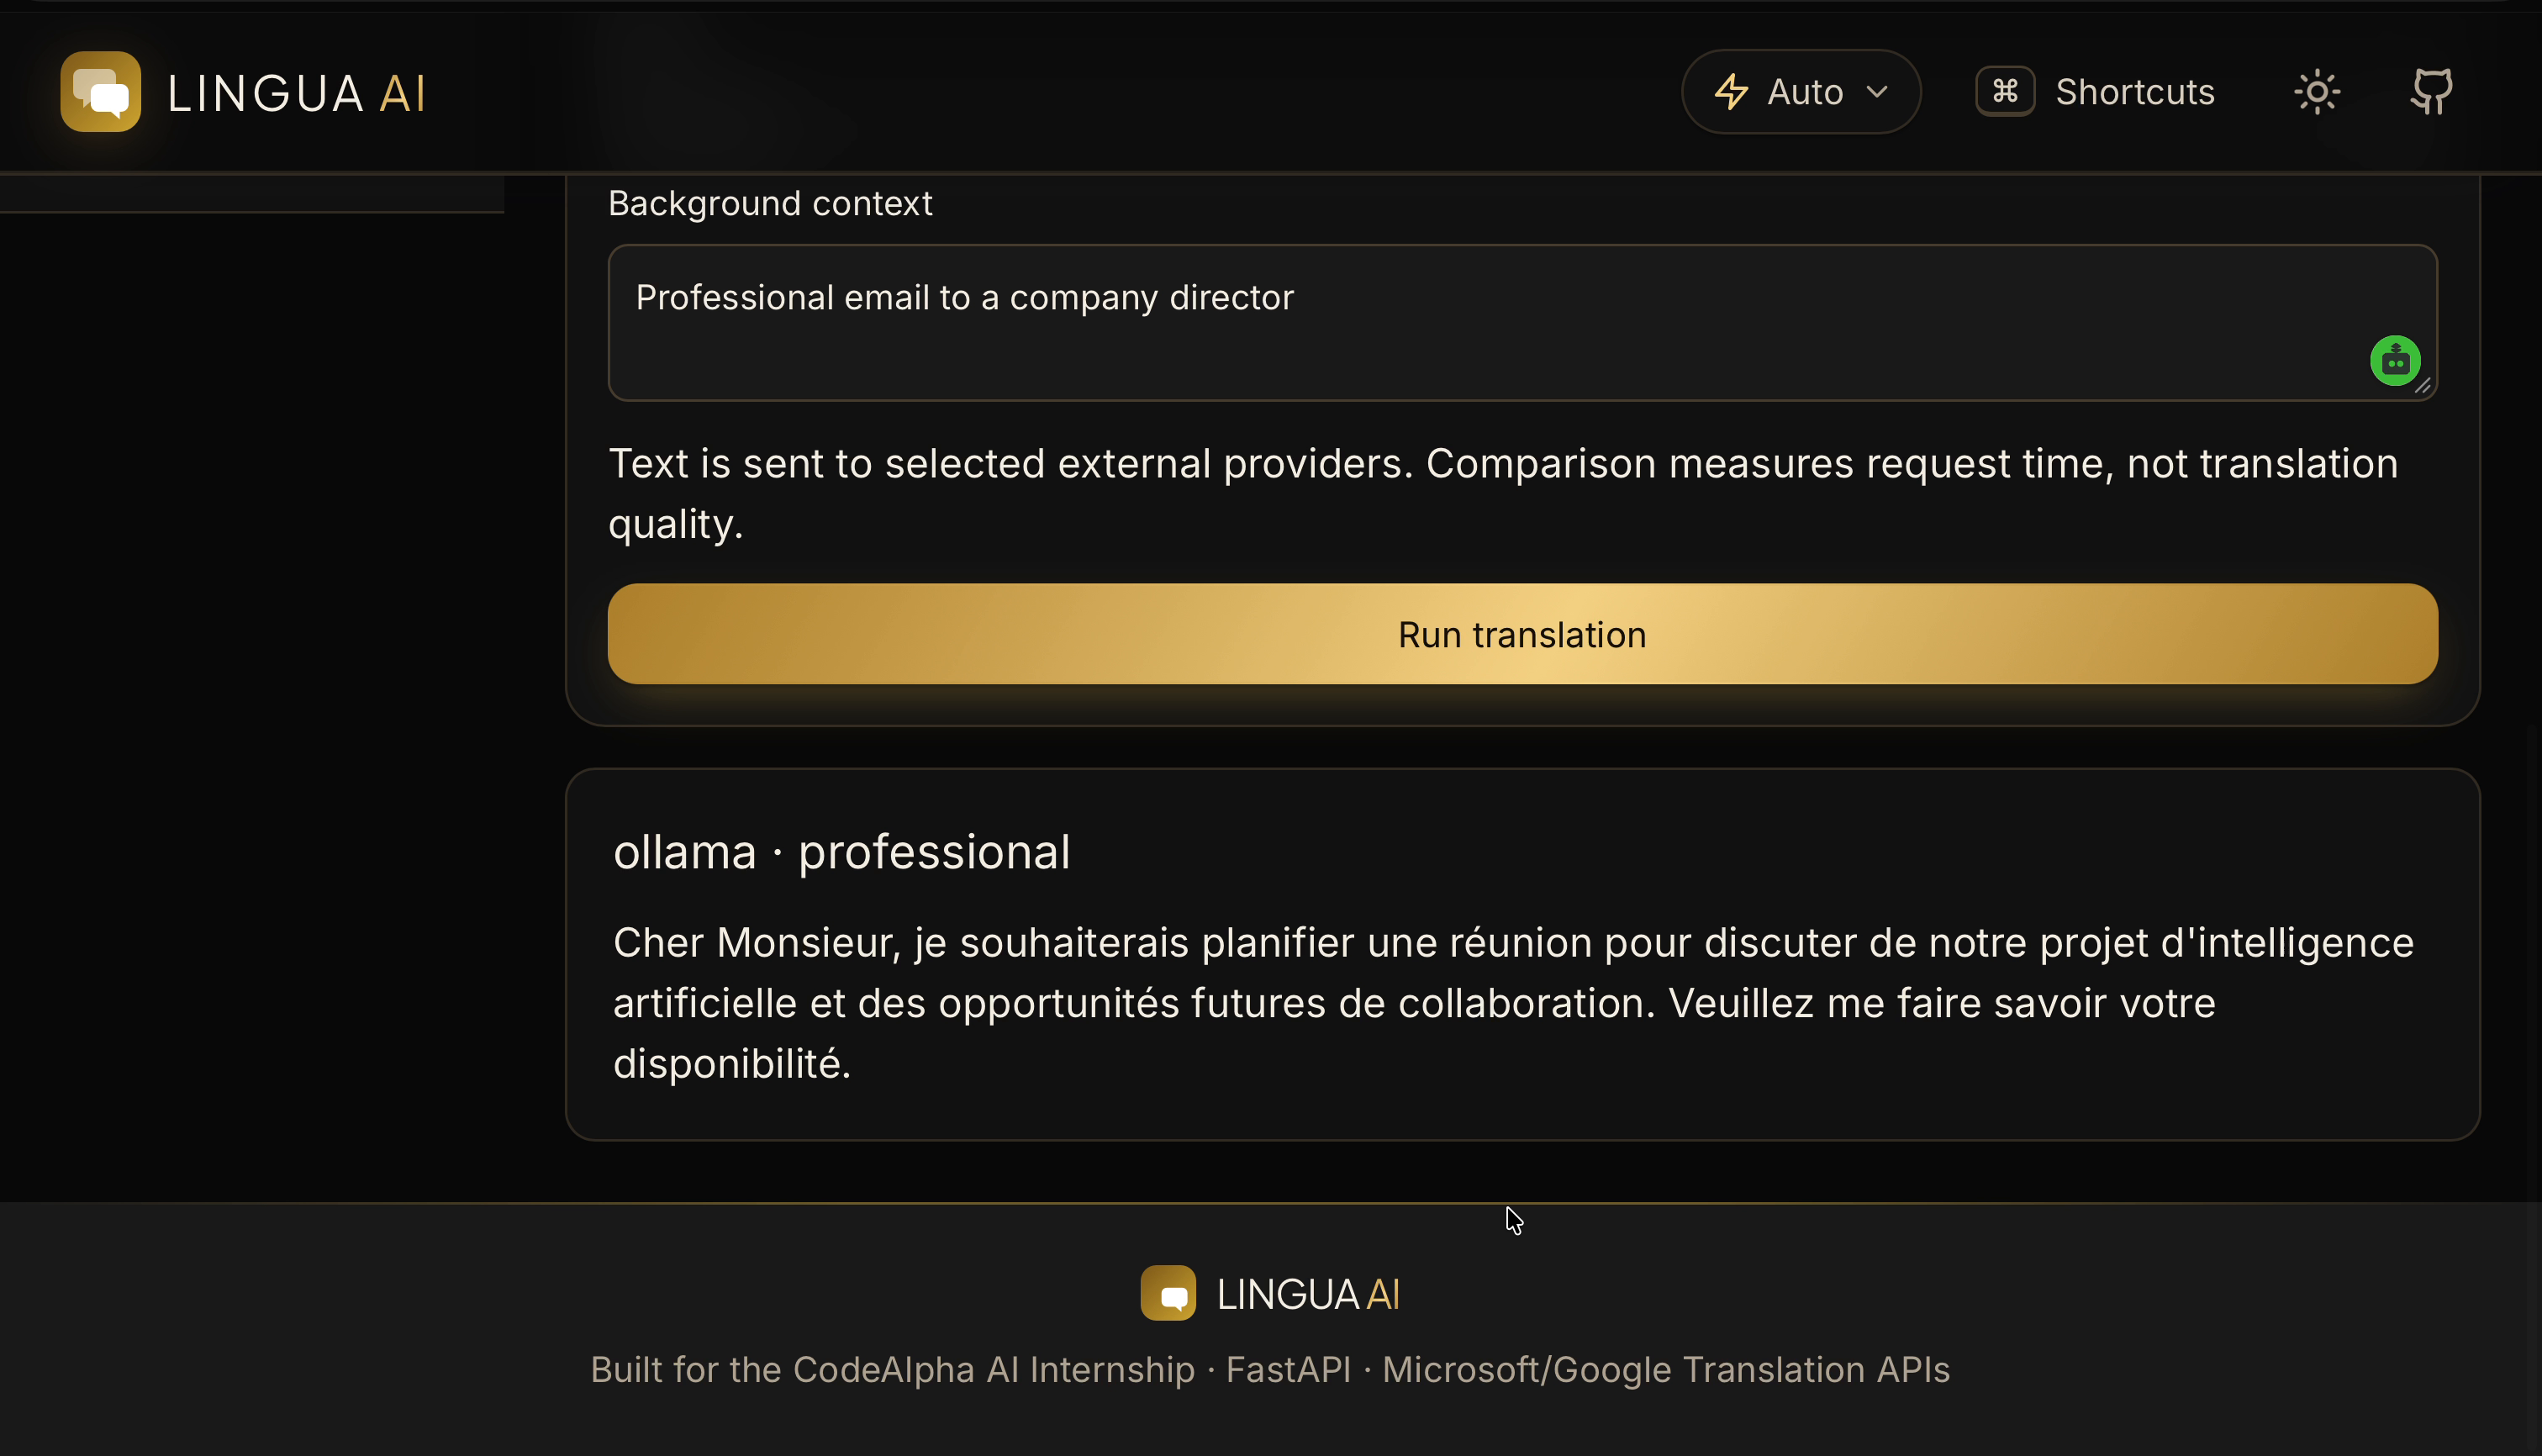 LINGUA AI
Auto
⌘ Shortcuts
Background context
Professional email to a company director
Text is sent to selected external providers. Comparison measures request time, not translation
quality.
Run translation
ollama · professional
Cher Monsieur, je souhaiterais planifier une réunion pour discuter de notre projet d'intelligence
artificielle et des opportunités futures de collaboration. Veuillez me faire savoir votre
disponibilité.
LINGUA AI
Built for the CodeAlpha AI Internship · FastAPI · Microsoft/Google Translation APIs